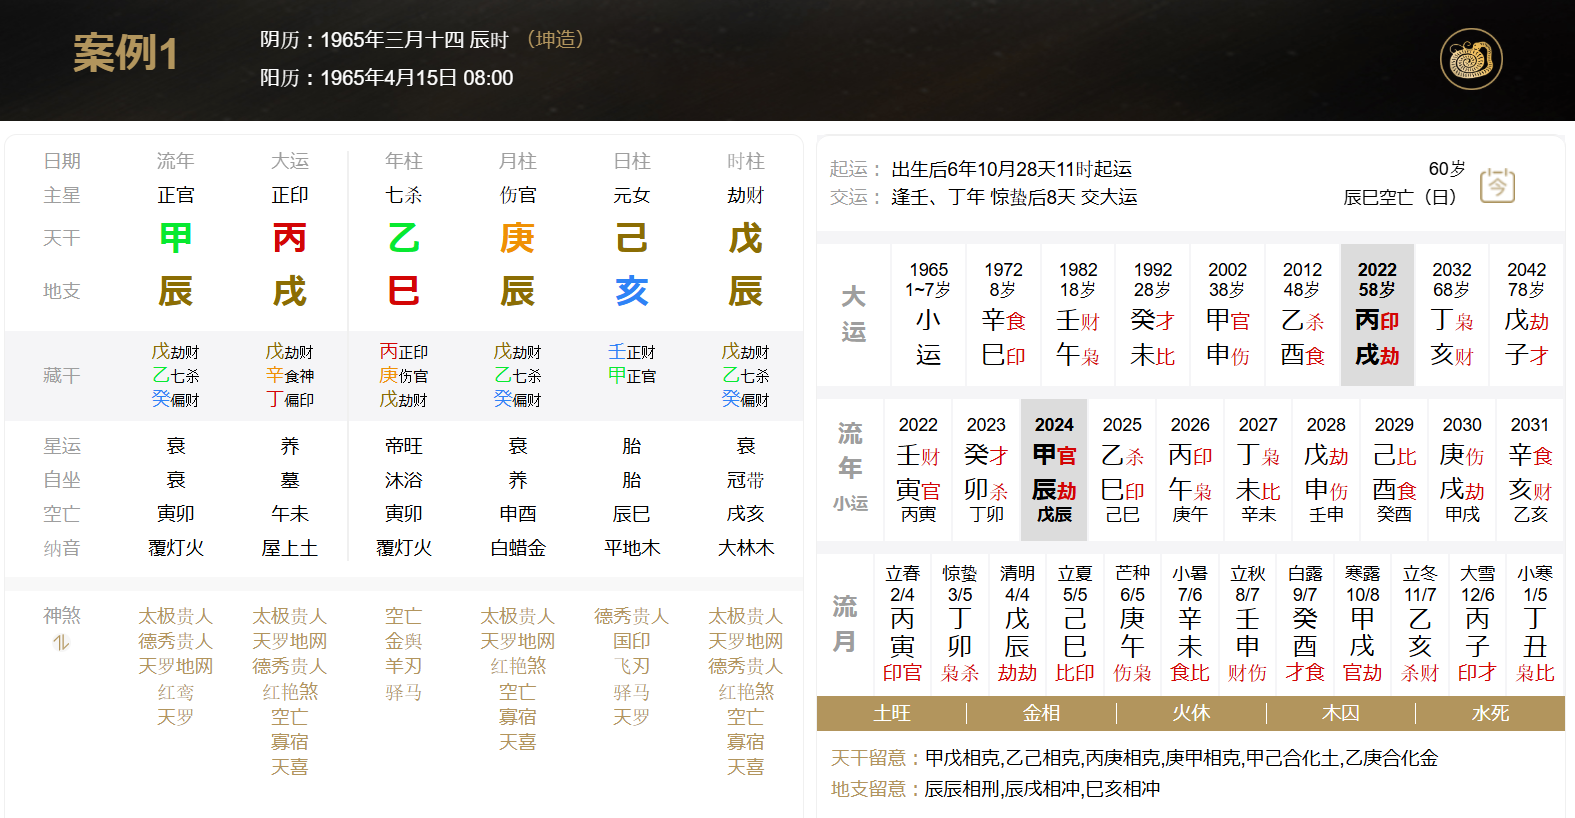 案例1
阴历：1965年三月十四 辰时 （坤造）
阳历：1965年4月15日 08:00
日期 流年 大运 年柱 月柱 日柱 时柱
主星 正官 正印 七杀 伤官 元女 劫财
天干 甲 丙 乙 庚 己 戊
地支 辰 戌 巳 辰 亥 辰
藏干 戊劫财 戊劫财 丙正印 戊劫财 壬正财 戊劫财
乙七杀 辛食神 庚伤官 乙七杀 甲正官 乙七杀
癸偏财 丁偏印 戊劫财 癸偏财 癸偏财
星运 衰 养 帝旺 衰 胎 衰
自坐 衰 墓 沐浴 养 胎 冠带
空亡 寅卯 午未 寅卯 申酉 辰巳 戌亥
纳音 覆灯火 屋上土 覆灯火 白蜡金 平地木 大林木
神煞 太极贵人 太极贵人 空亡 太极贵人 德秀贵人 太极贵人
德秀贵人 天罗地网 金舆 天罗地网 国印 天罗地网
天罗地网 德秀贵人 羊刃 红艳煞 飞刃 德秀贵人
红鸾 红艳煞 驿马 空亡 驿马 红艳煞
天罗 空亡 寡宿 天罗 空亡
寡宿 天喜 寡宿
天喜 天喜
起运： 出生后6年10月28天11时起运 60岁
交运： 逢壬、丁年 惊蛰后8天 交大运 辰巳空亡（日） 今
大运
1965 1972 1982 1992 2002 2012 2022 2032 2042
1~7岁 8岁 18岁 28岁 38岁 48岁 58岁 68岁 78岁
小 辛食 壬财 癸才 甲官 乙杀 丙印 丁枭 戊劫
运 巳印 午枭 未比 申伤 酉食 戌劫 亥财 子才
流年
小运
2022 2023 2024 2025 2026 2027 2028 2029 2030 2031
壬财 癸才 甲官 乙杀 丙印 丁枭 戊劫 己比 庚伤 辛食
寅官 卯杀 辰劫 巳印 午枭 未比 申伤 酉食 戌劫 亥财
丙寅 丁卯 戊辰 己巳 庚午 辛未 壬申 癸酉 甲戌 乙亥
流月
立春 惊蛰 清明 立夏 芒种 小暑 立秋 白露 寒露 立冬 大雪 小寒
2/4 3/5 4/4 5/5 6/5 7/6 8/7 9/7 10/8 11/7 12/6 1/5
丙 丁 戊 己 庚 辛 壬 癸 甲 乙 丙 丁
寅 卯 辰 巳 午 未 申 酉 戌 亥 子 丑
印官 枭杀 劫劫 比印 伤枭 食比 财伤 才食 官劫 杀财 印才 枭比
土旺 金相 火休 木囚 水死
天干留意：甲戊相克,乙己相克,丙庚相克,庚甲相克,甲己合化土,乙庚合化金
地支留意：辰辰相刑,辰戌相冲,巳亥相冲